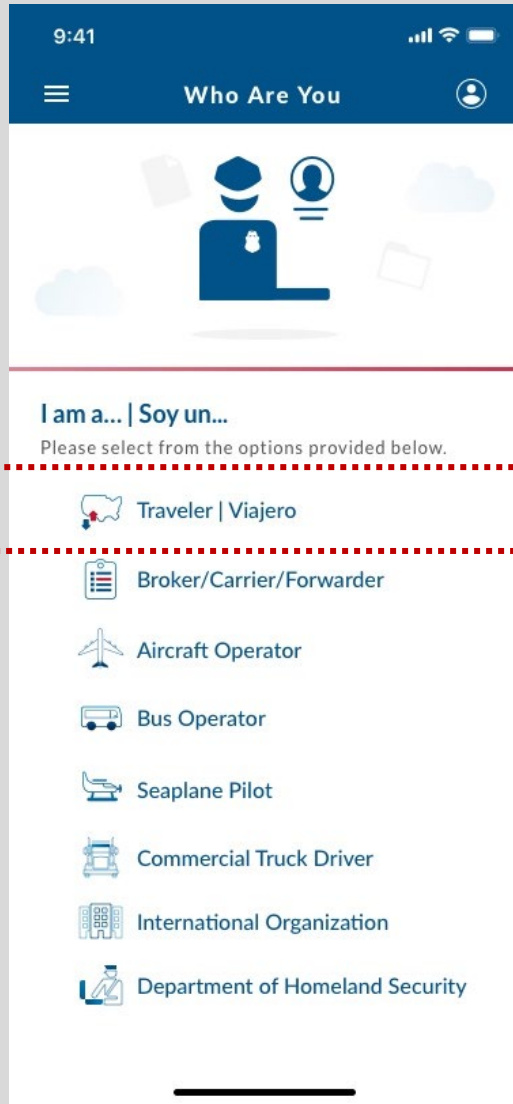 9:41
Who Are You
I am a... | Soy un...
Please select from the options provided below.
Traveler | Viajero
Broker/Carrier/Forwarder
Aircraft Operator
Bus Operator
Seaplane Pilot
Commercial Truck Driver
International Organization
Department of Homeland Security